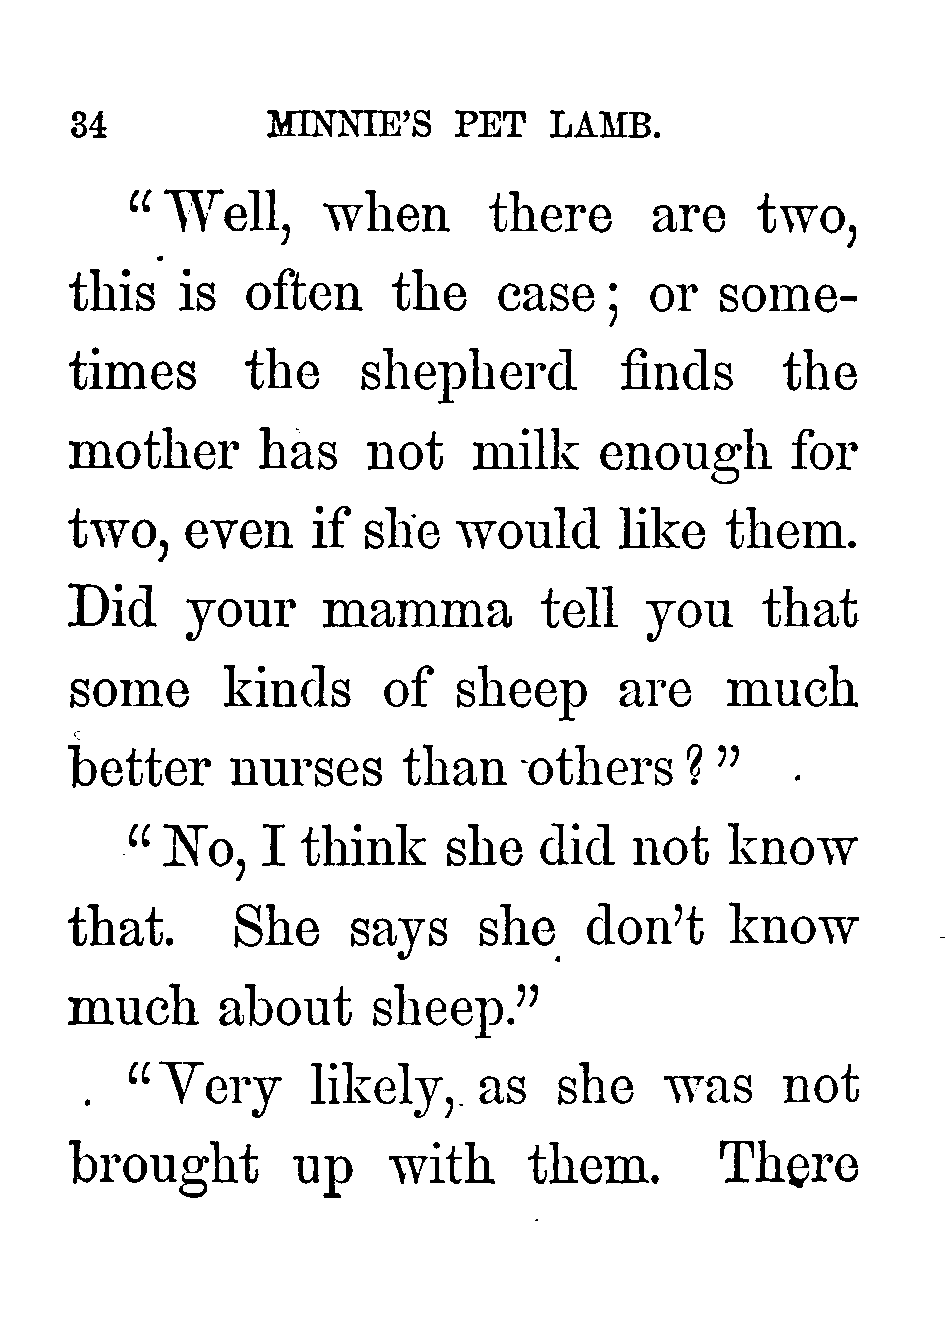 34 MINNIE'S PET LAMB.
"Well, when there are two,
this is often the case; or some-
times the shepherd finds the
mother has not milk enough for
two, even if she would like them.
Did your mamma tell you that
some kinds of sheep are much
better nurses than others?"
"No, I think she did not know
that. She says she don't know
much about sheep."
"Very likely, as she was not
brought up with them. There